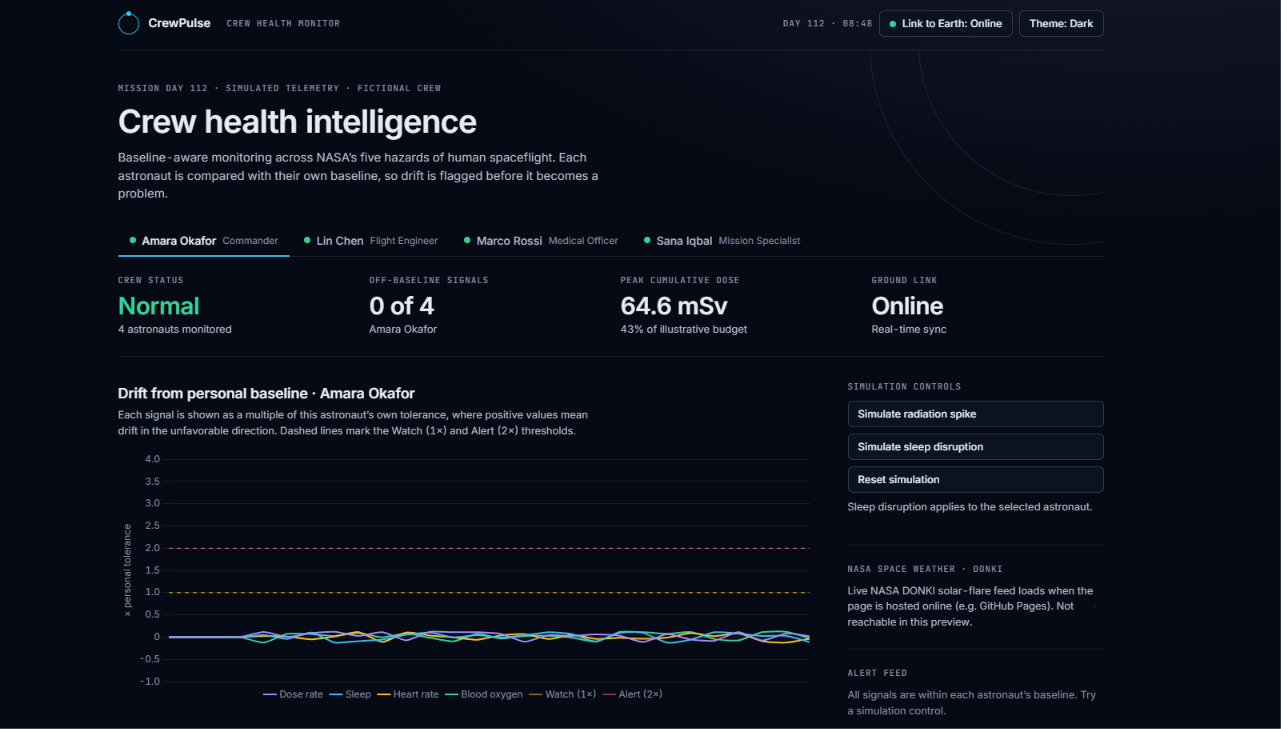 CrewPulse CREW HEALTH MONITOR DAY 112 · 08:48 Link to Earth: Online Theme: Dark
MISSION DAY 112 · SIMULATED TELEMETRY · FICTIONAL CREW
Crew health intelligence
Baseline-aware monitoring across NASA's five hazards of human spaceflight. Each
astronaut is compared with their own baseline, so drift is flagged before it becomes a
problem.
Amara Okafor Commander Lin Chen Flight Engineer Marco Rossi Medical Officer Sana Iqbal Mission Specialist
CREW STATUS
Normal
4 astronauts monitored
OFF-BASELINE SIGNALS
0 of 4
Amara Okafor
PEAK CUMULATIVE DOSE
64.6 mSv
43% of illustrative budget
GROUND LINK
Online
Real-time sync
Drift from personal baseline · Amara Okafor
Each signal is shown as a multiple of this astronaut's own tolerance, where positive values mean
drift in the unfavorable direction. Dashed lines mark the Watch (1×) and Alert (2×) thresholds.
4.0
3.5
3.0
2.5
2.0
1.5
1.0
0.5
0
-0.5
-1.0
× personal tolerance
Dose rate Sleep Heart rate Blood oxygen Watch (1×) Alert (2×)
SIMULATION CONTROLS
Simulate radiation spike
Simulate sleep disruption
Reset simulation
Sleep disruption applies to the selected astronaut.
NASA SPACE WEATHER · DONKI
Live NASA DONKI solar-flare feed loads when the
page is hosted online (e.g. GitHub Pages). Not
reachable in this preview.
ALERT FEED
All signals are within each astronaut's baseline. Try
a simulation control.